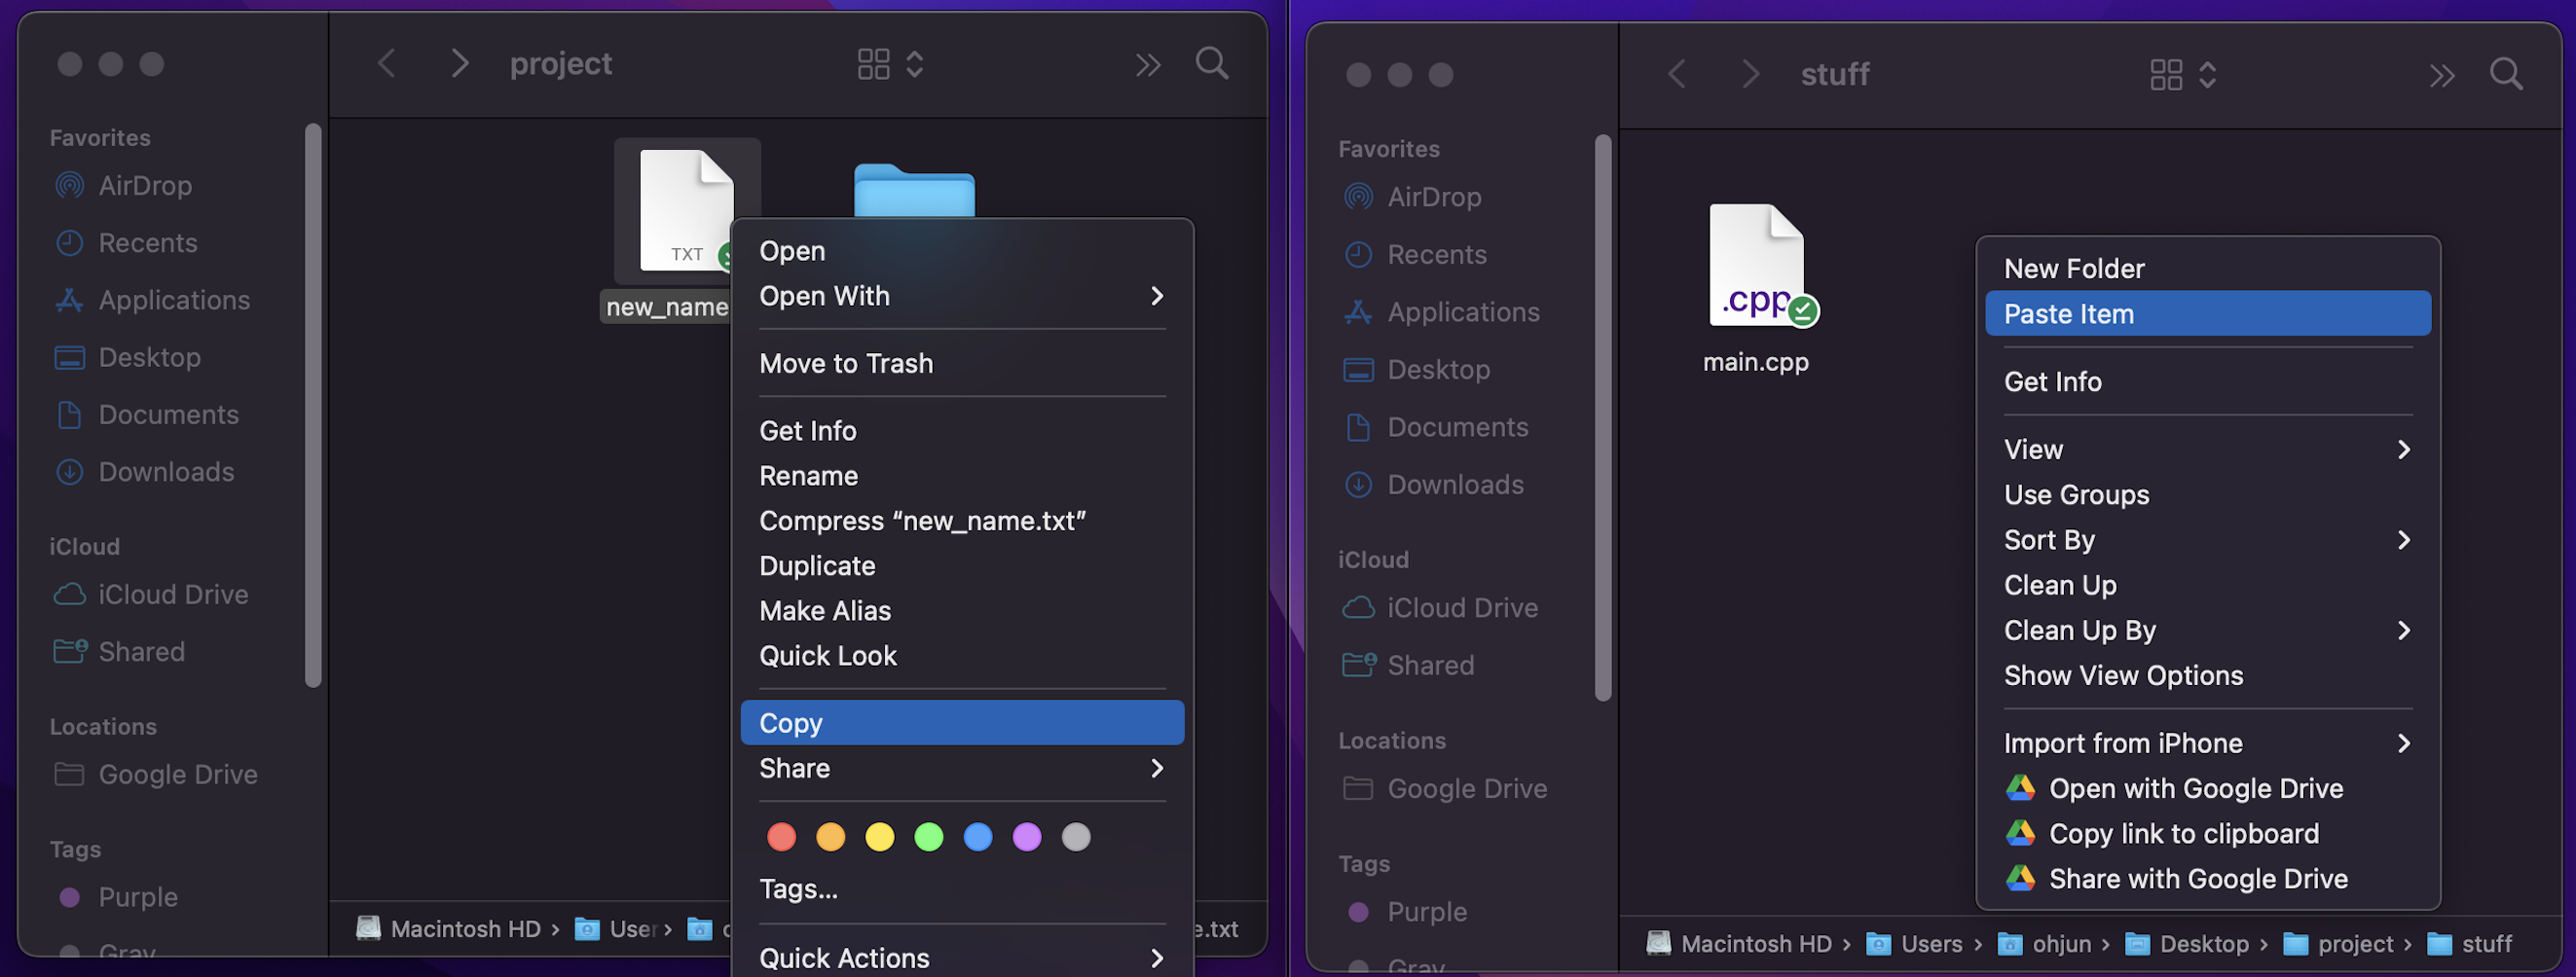 project
Favorites
AirDrop
Recents
Applications
Desktop
Documents
Downloads
iCloud
iCloud Drive
Shared
Locations
Google Drive
Tags
Purple
Gray
TXT
new_name
Open
Open With
Move to Trash
Get Info
Rename
Compress “new_name.txt”
Duplicate
Make Alias
Quick Look
Copy
Share
Tags...
Quick Actions
Macintosh HD › User › e.txt
stuff
Favorites
AirDrop
Recents
Applications
Desktop
Documents
Downloads
iCloud
iCloud Drive
Shared
Locations
Google Drive
Tags
Purple
Gray
.cpp
main.cpp
New Folder
Paste Item
Get Info
View
Use Groups
Sort By
Clean Up
Clean Up By
Show View Options
Import from iPhone
Open with Google Drive
Copy link to clipboard
Share with Google Drive
Macintosh HD › Users › ohjun › Desktop › project › stuff